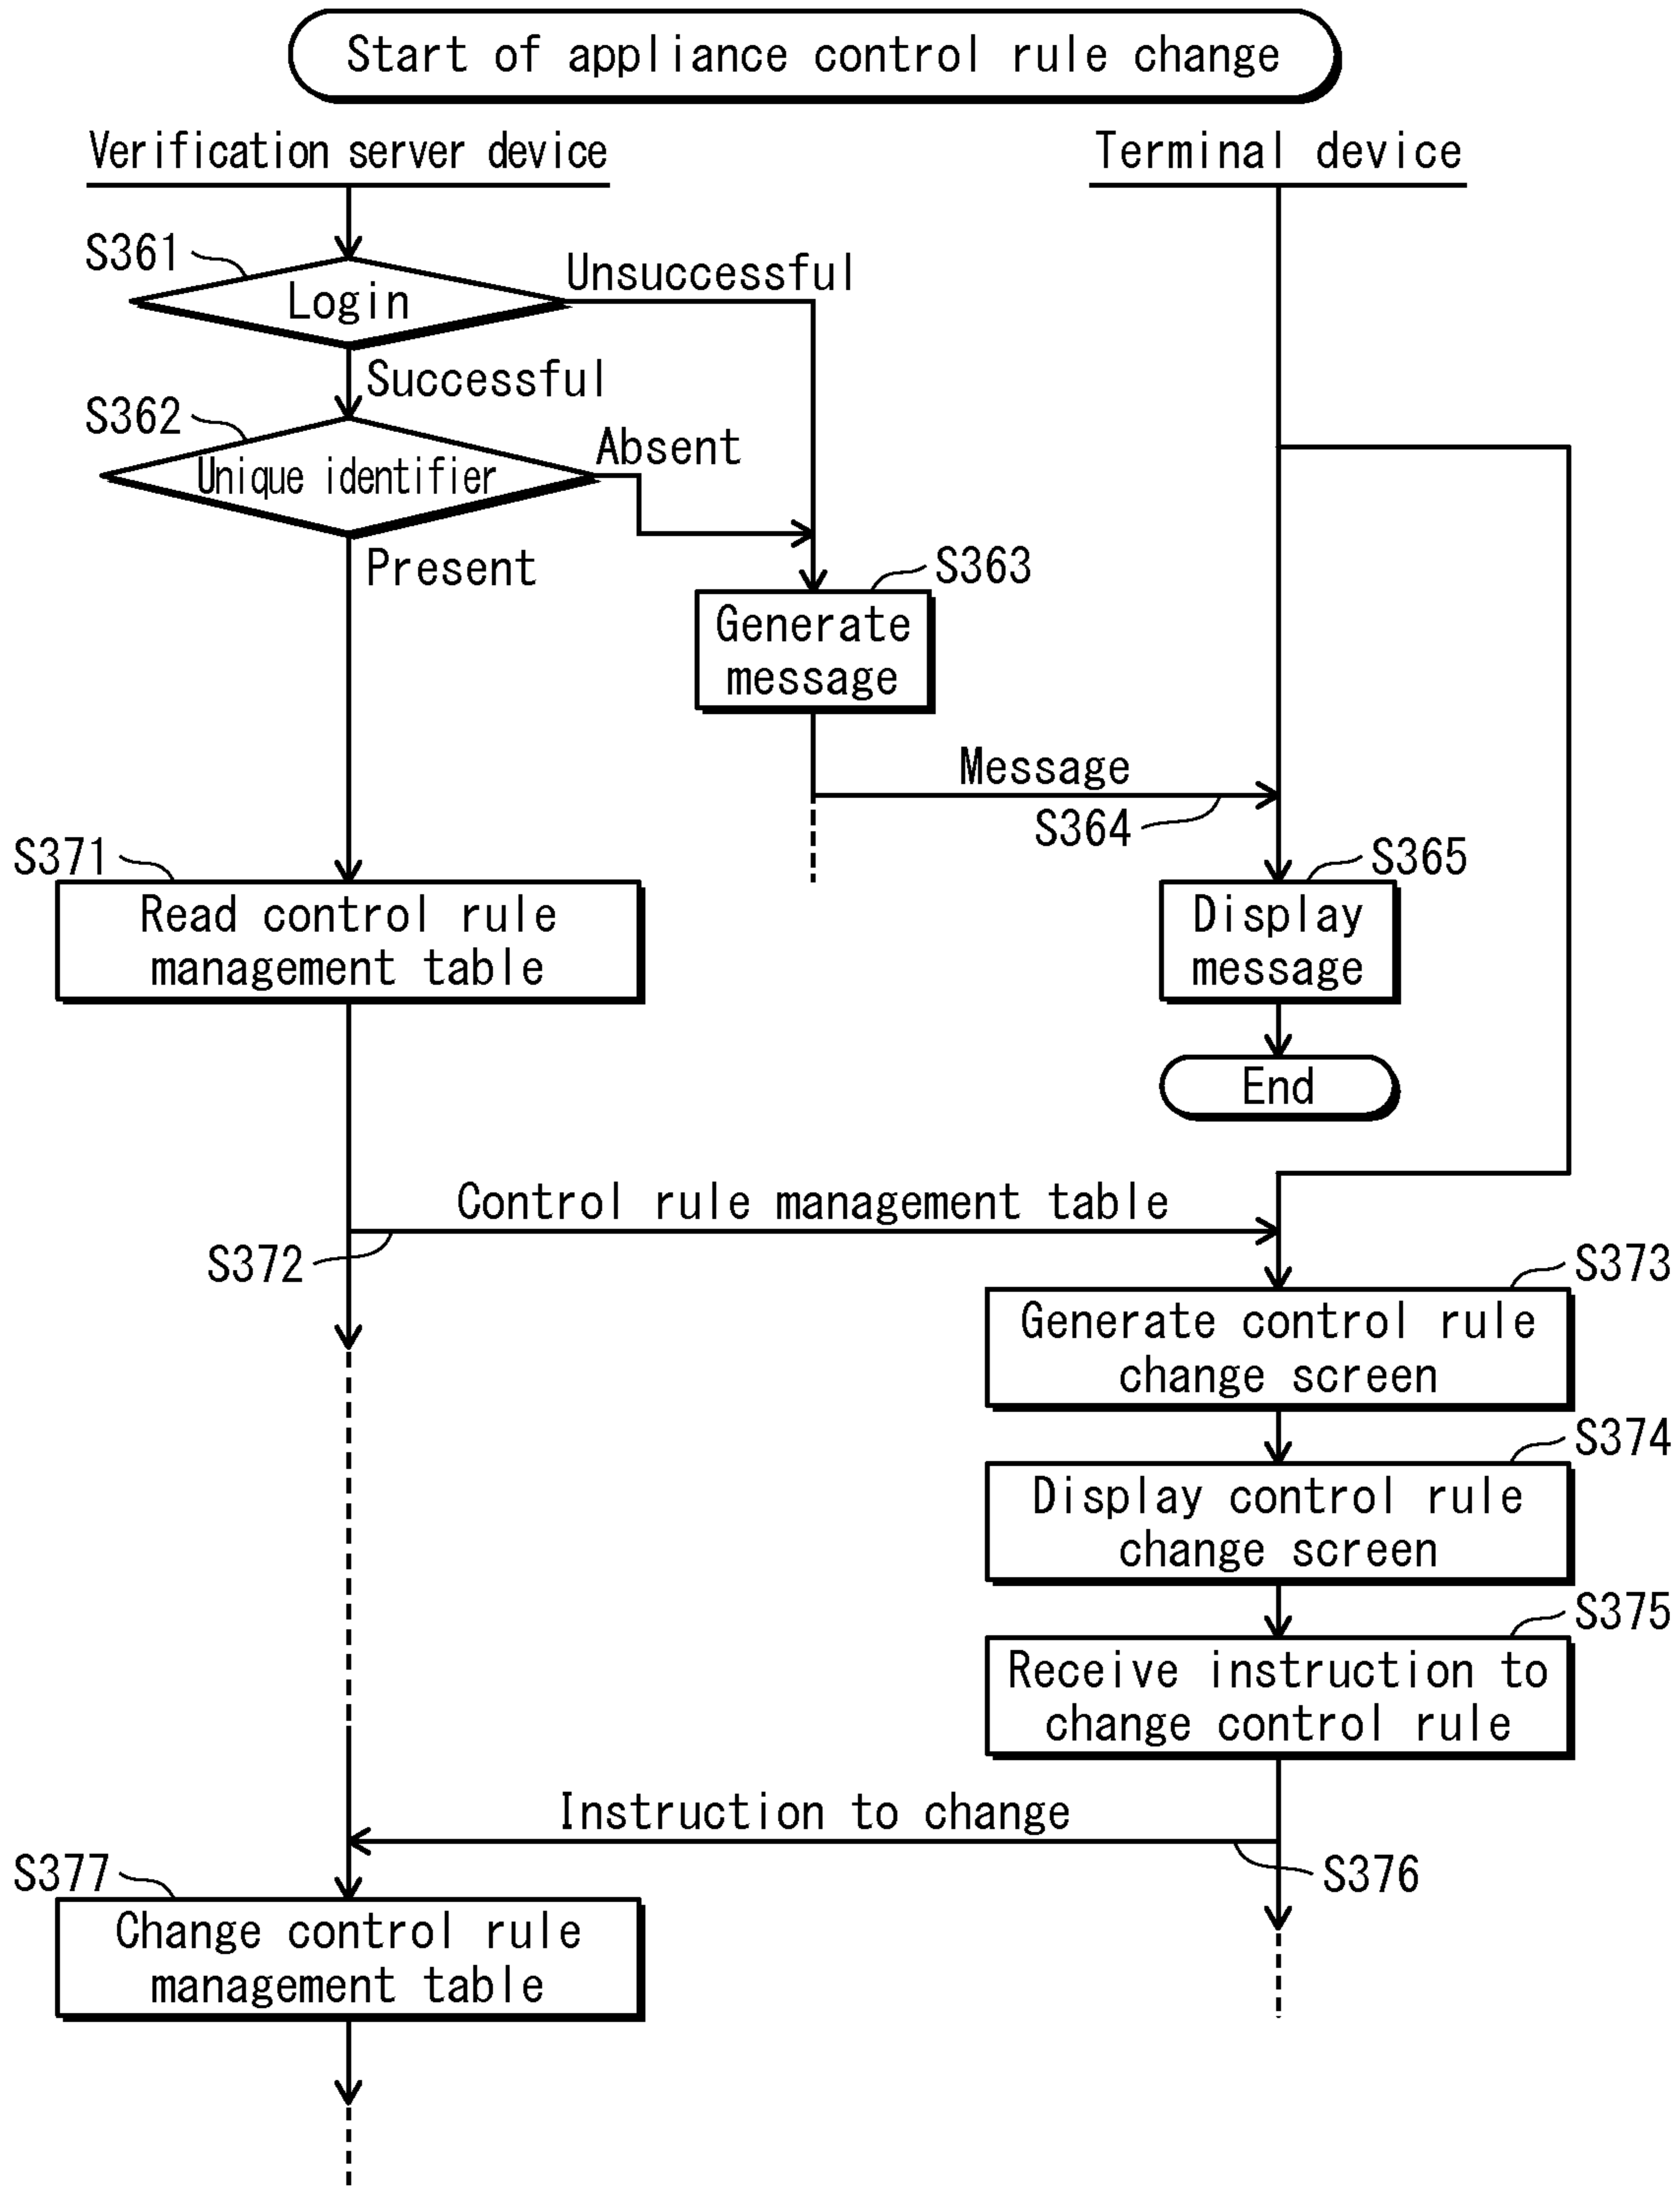 Start of appliance control rule change
Verification server device
Terminal device
S361
Login
Unsuccessful
Successful
S362
Unique identifier
Absent
Present
S363
Generate
message
Message
S364
S371
Read control rule
management table
S365
Display
message
End
Control rule management table
S372
S373
Generate control rule
change screen
S374
Display control rule
change screen
S375
Receive instruction to
change control rule
Instruction to change
S376
S377
Change control rule
management table